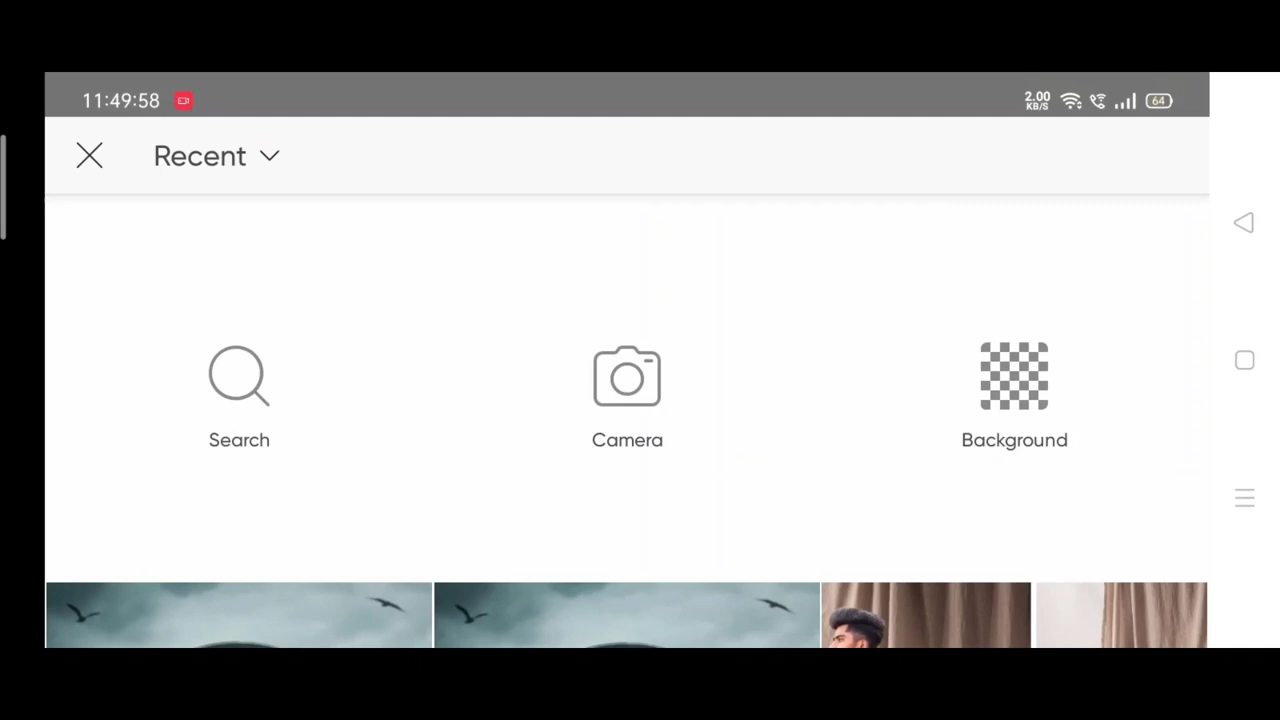 11:49:58
2.00
KB/S
64
Recent
Search
Camera
Background